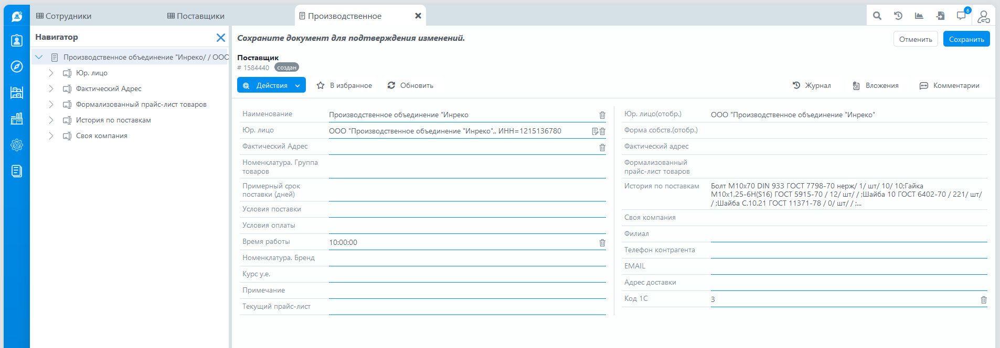 Сотрудники
Поставщики
Производственное
6
Навигатор
Производственное объединение "Инреко/ / ООО
Юр. лицо
Фактический Адрес
Формализованный прайс-лист товаров
История по поставкам
Своя компания
Сохраните документ для подтверждения изменений.
Отменить
Сохранить
Поставщик
# 1584440 создан
Действия
В избранное
Обновить
Журнал
Вложения
Комментарии
Наименование Производственное объединение "Инреко
Юр. лицо ООО "Производственное объединение "Инреко",, ИНН=1215136780
Фактический Адрес
Номенклатура. Группа
товаров
Примерный срок
поставки (дней)
Условия поставки
Условия оплаты
Время работы 10:00:00
Номенклатура. Бренд
Курс у.е.
Примечание
Текущий прайс-лист
Юр. лицо(отобр.) ООО "Производственное объединение "Инреко"
Форма собств.(отобр.)
Фактический адрес
Формализованный
прайс-лист товаров
История по поставкам Болт М10х70 DIN 933 ГОСТ 7798-70 нерж/ 1/ шт/ 10/ 10;Гайка
М10х1,25-6Н(S16) ГОСТ 5915-70 / 12/ шт/ / ;Шайба 10 ГОСТ 6402-70 / 221/ шт/
/ ;Шайба С.10.21 ГОСТ 11371-78 / 0/ шт/ / ;...
Своя компания
Филиал
Телефон контрагента
EMAIL
Адрес доставки
Код 1С 3